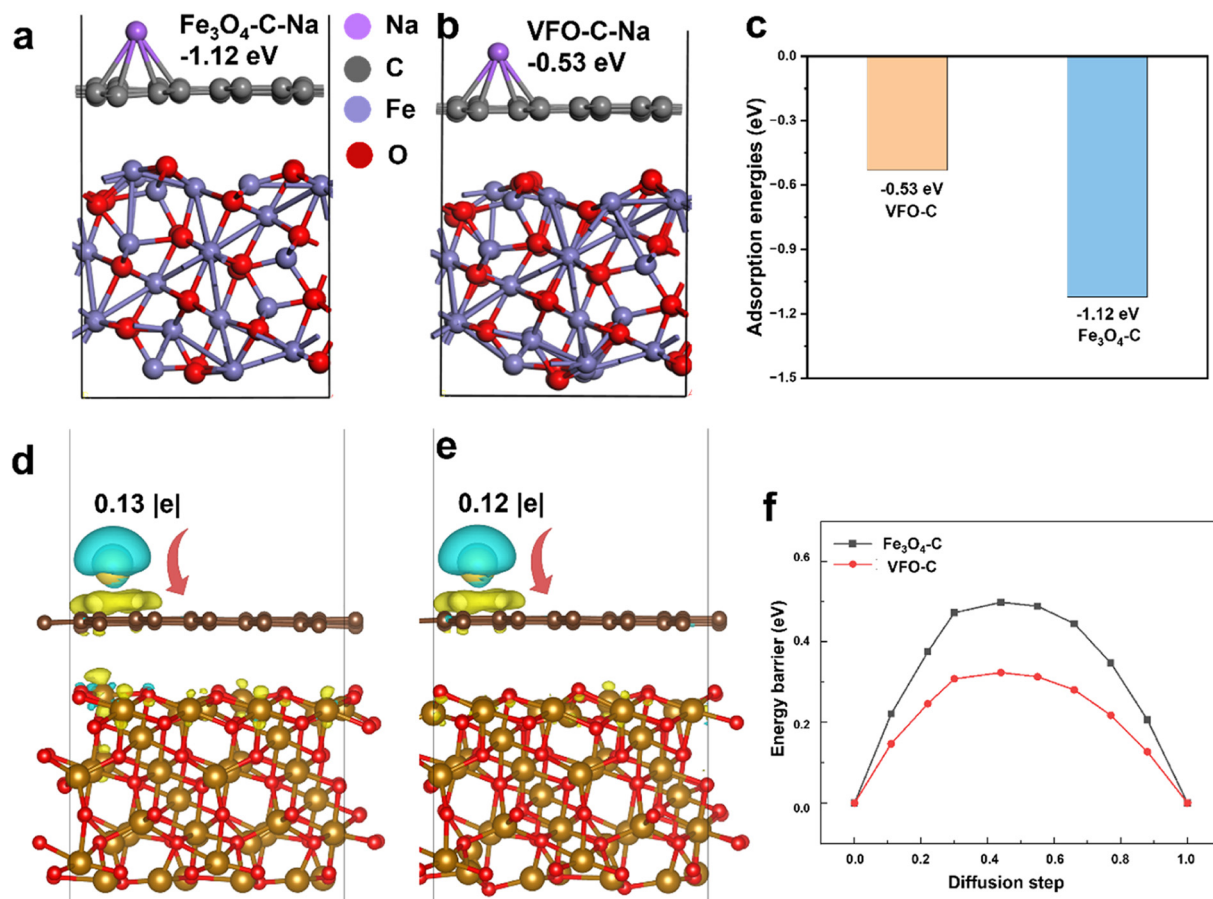 a
Fe₃O₄-C-Na
-1.12 eV
Na
C
Fe
O
b
VFO-C-Na
-0.53 eV
c
Adsorption energies (eV)
0.0
−0.3
−0.6
−0.9
−1.2
−1.5
-0.53 eV
VFO-C
-1.12 eV
Fe₃O₄-C
d
0.13 |e|
e
0.12 |e|
f
Energy barrier (eV)
0.6
0.4
0.2
0.0
Fe₃O₄-C
VFO-C
0.0 0.2 0.4 0.6 0.8 1.0
Diffusion step